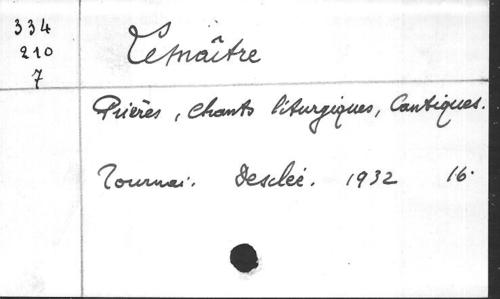 334
210
7
Lemaître
Prières, Chants liturgiques, Cantiques.
Tournai. Desclée. 1932 16.